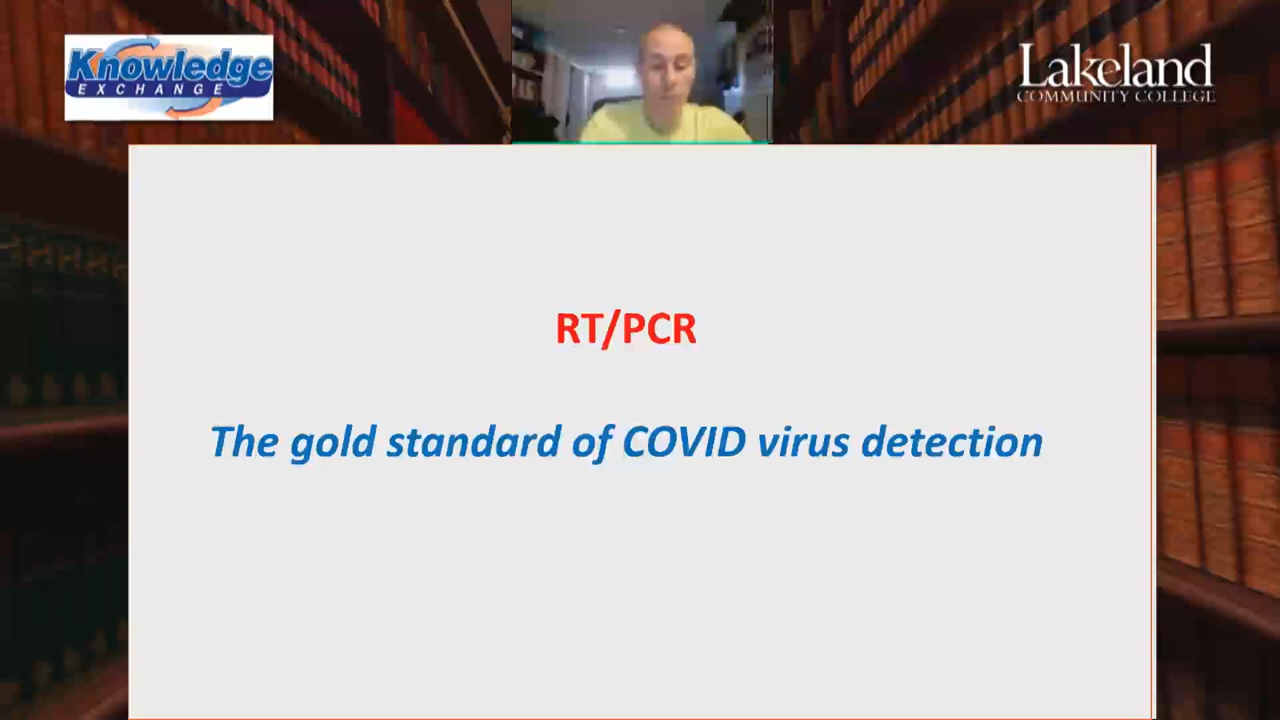 Knowledge
EXCHANGE
Lakeland
COMMUNITY COLLEGE
RT/PCR
The gold standard of COVID virus detection